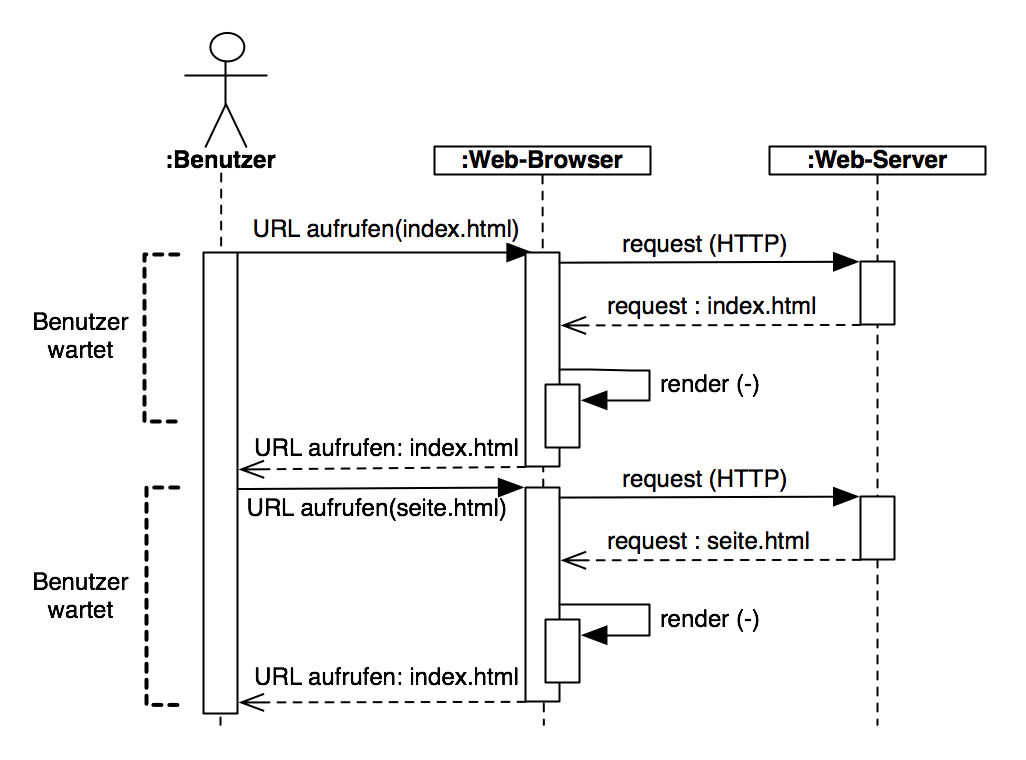 :Benutzer
:Web-Browser
:Web-Server
URL aufrufen(index.html)
request (HTTP)
request : index.html
Benutzer
wartet
render (-)
URL aufrufen: index.html
request (HTTP)
URL aufrufen(seite.html)
request : seite.html
Benutzer
wartet
render (-)
URL aufrufen: index.html